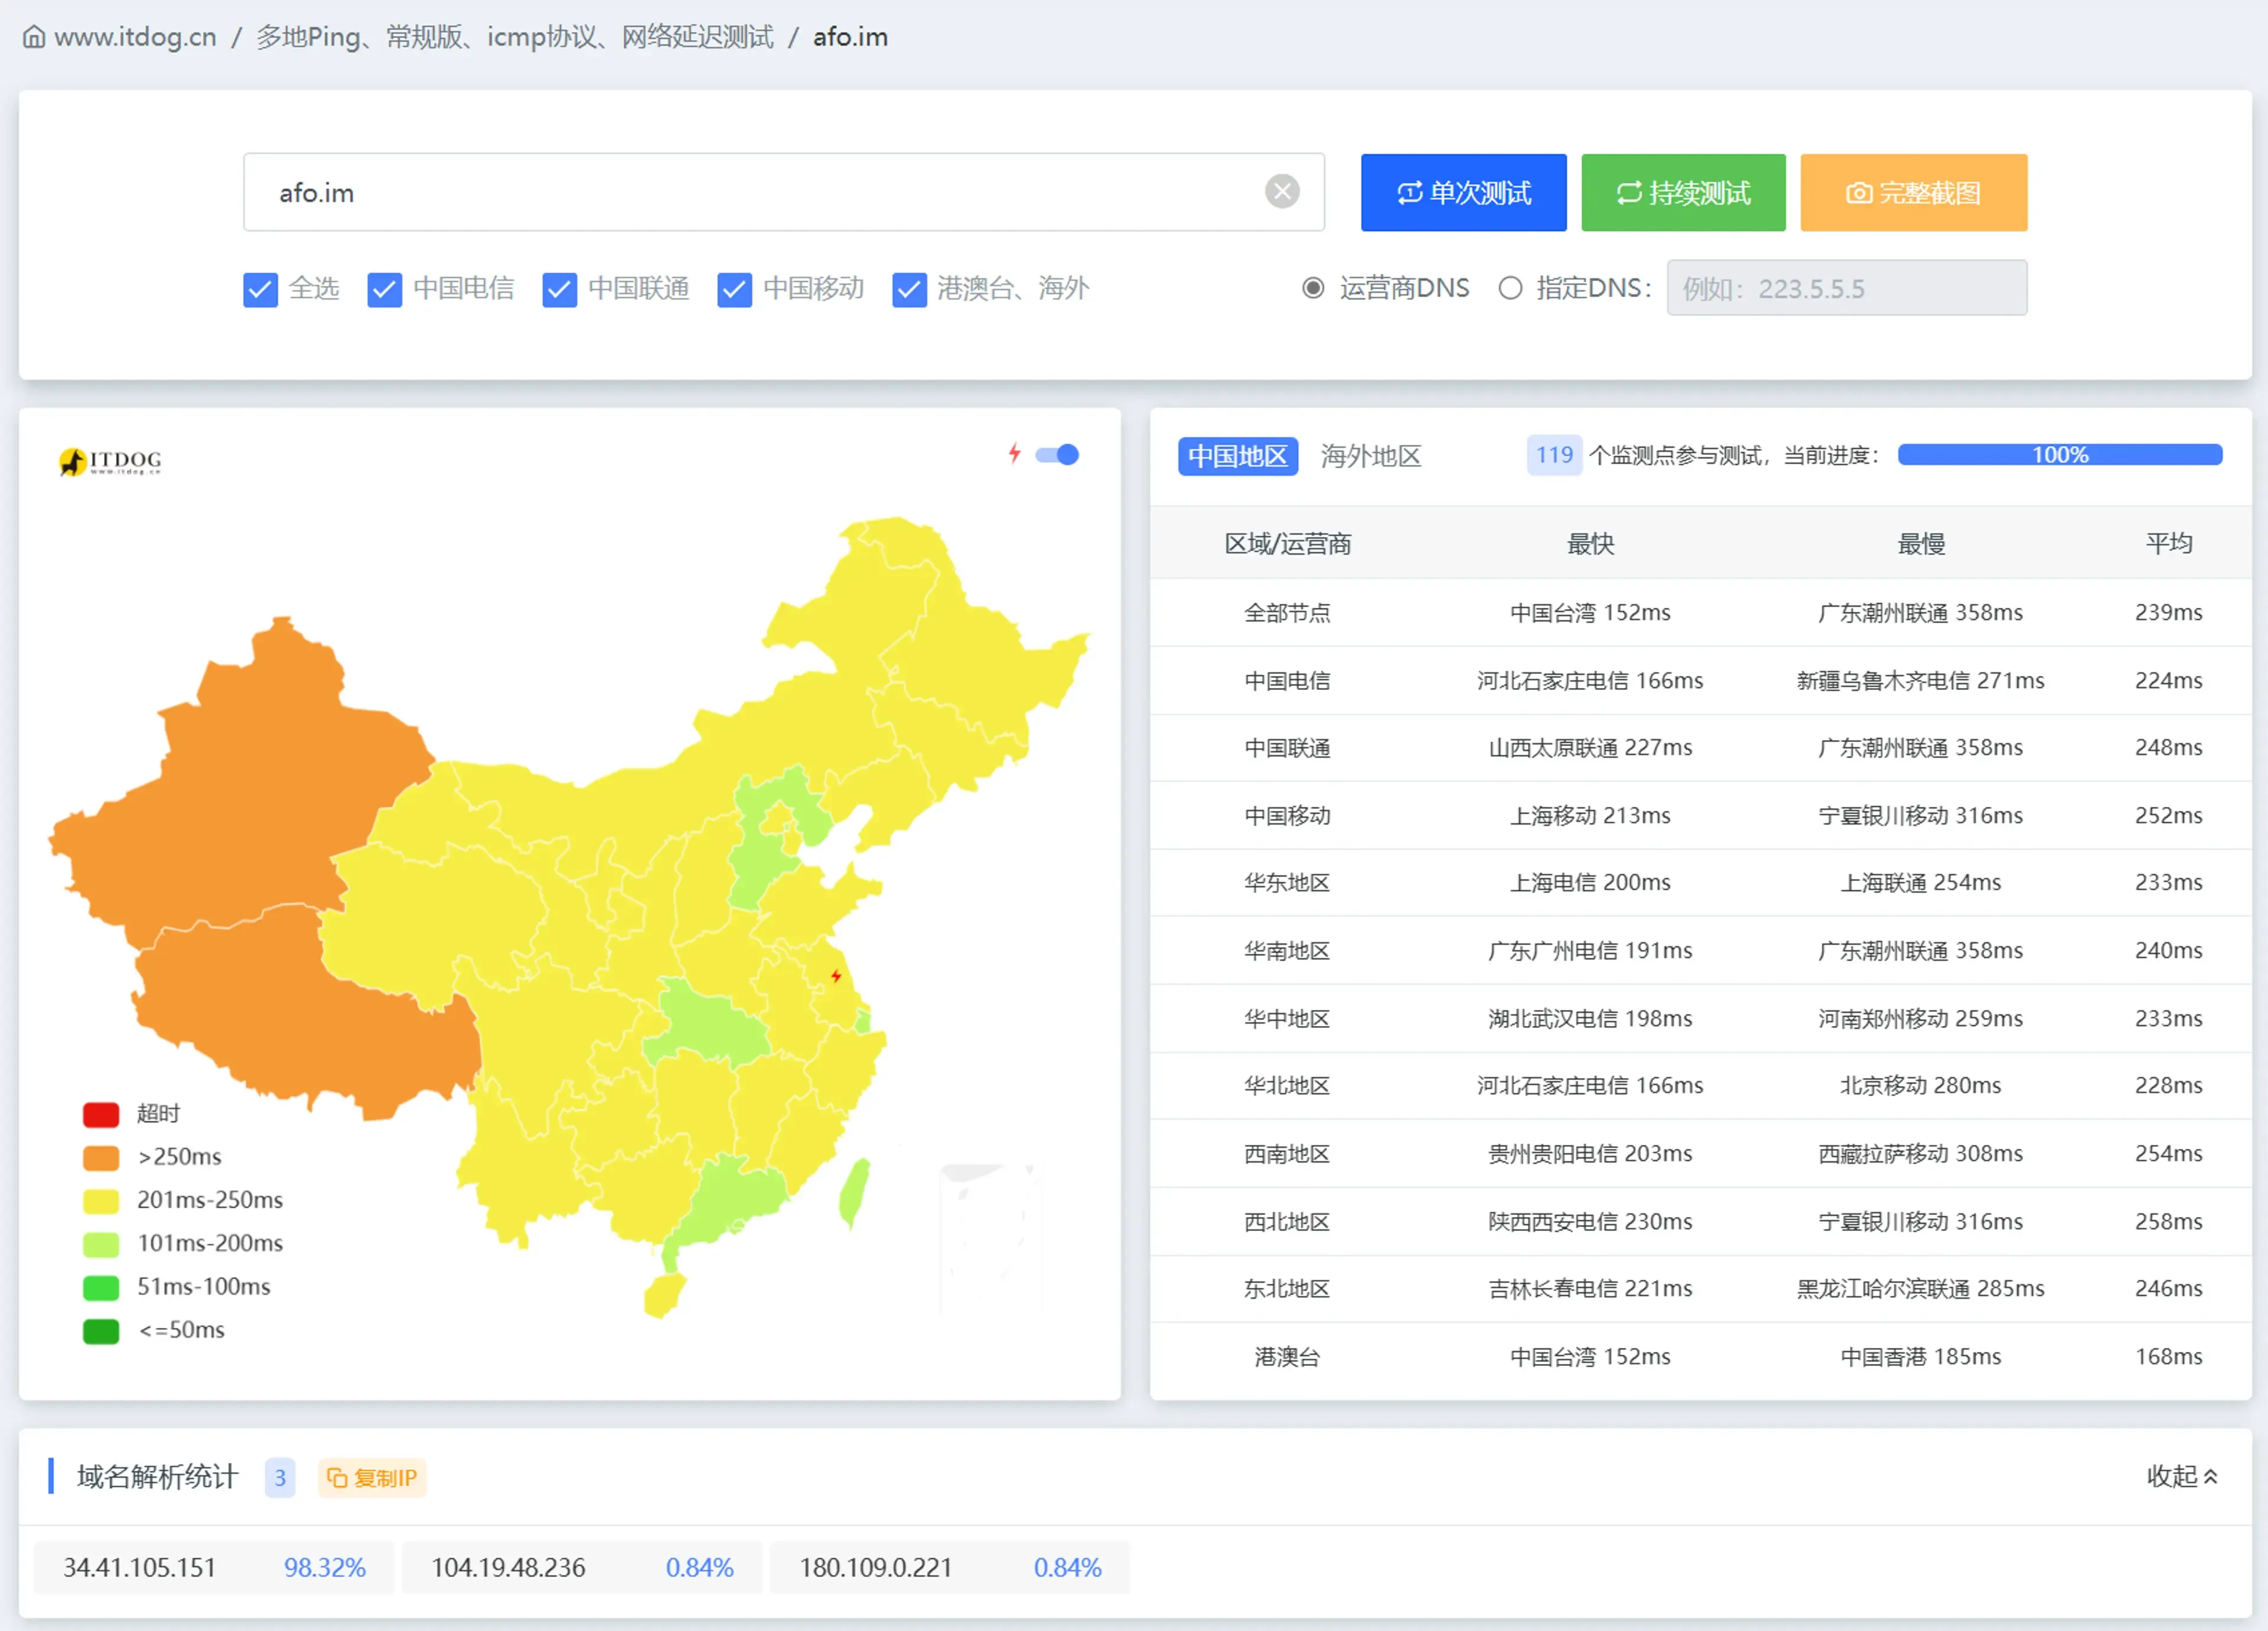 www.itdog.cn / 多地Ping、常规版、icmp协议、网络延迟测试 / afo.im
afo.im
单次测试
持续测试
完整截图
全选 中国电信 中国联通 中国移动 港澳台、海外
运营商DNS 指定DNS: 例如：223.5.5.5
ITDOG
www.itdog.cn
超时
>250ms
201ms-250ms
101ms-200ms
51ms-100ms
<=50ms
中国地区 海外地区 119 个监测点参与测试，当前进度： 100%
区域/运营商 最快 最慢 平均
全部节点 中国台湾 152ms 广东潮州联通 358ms 239ms
中国电信 河北石家庄电信 166ms 新疆乌鲁木齐电信 271ms 224ms
中国联通 山西太原联通 227ms 广东潮州联通 358ms 248ms
中国移动 上海移动 213ms 宁夏银川移动 316ms 252ms
华东地区 上海电信 200ms 上海联通 254ms 233ms
华南地区 广东广州电信 191ms 广东潮州联通 358ms 240ms
华中地区 湖北武汉电信 198ms 河南郑州移动 259ms 233ms
华北地区 河北石家庄电信 166ms 北京移动 280ms 228ms
西南地区 贵州贵阳电信 203ms 西藏拉萨移动 308ms 254ms
西北地区 陕西西安电信 230ms 宁夏银川移动 316ms 258ms
东北地区 吉林长春电信 221ms 黑龙江哈尔滨联通 285ms 246ms
港澳台 中国台湾 152ms 中国香港 185ms 168ms
域名解析统计 3 复制IP 收起
34.41.105.151 98.32% 104.19.48.236 0.84% 180.109.0.221 0.84%